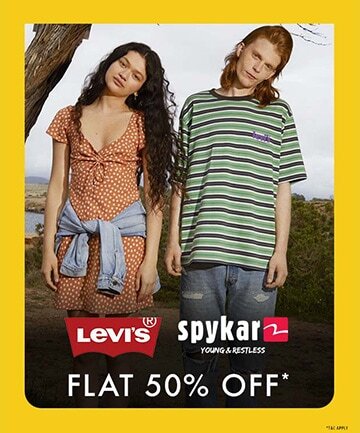 Levi's®
spykar
YOUNG & RESTLESS
FLAT 50% OFF*
*T&C APPLY